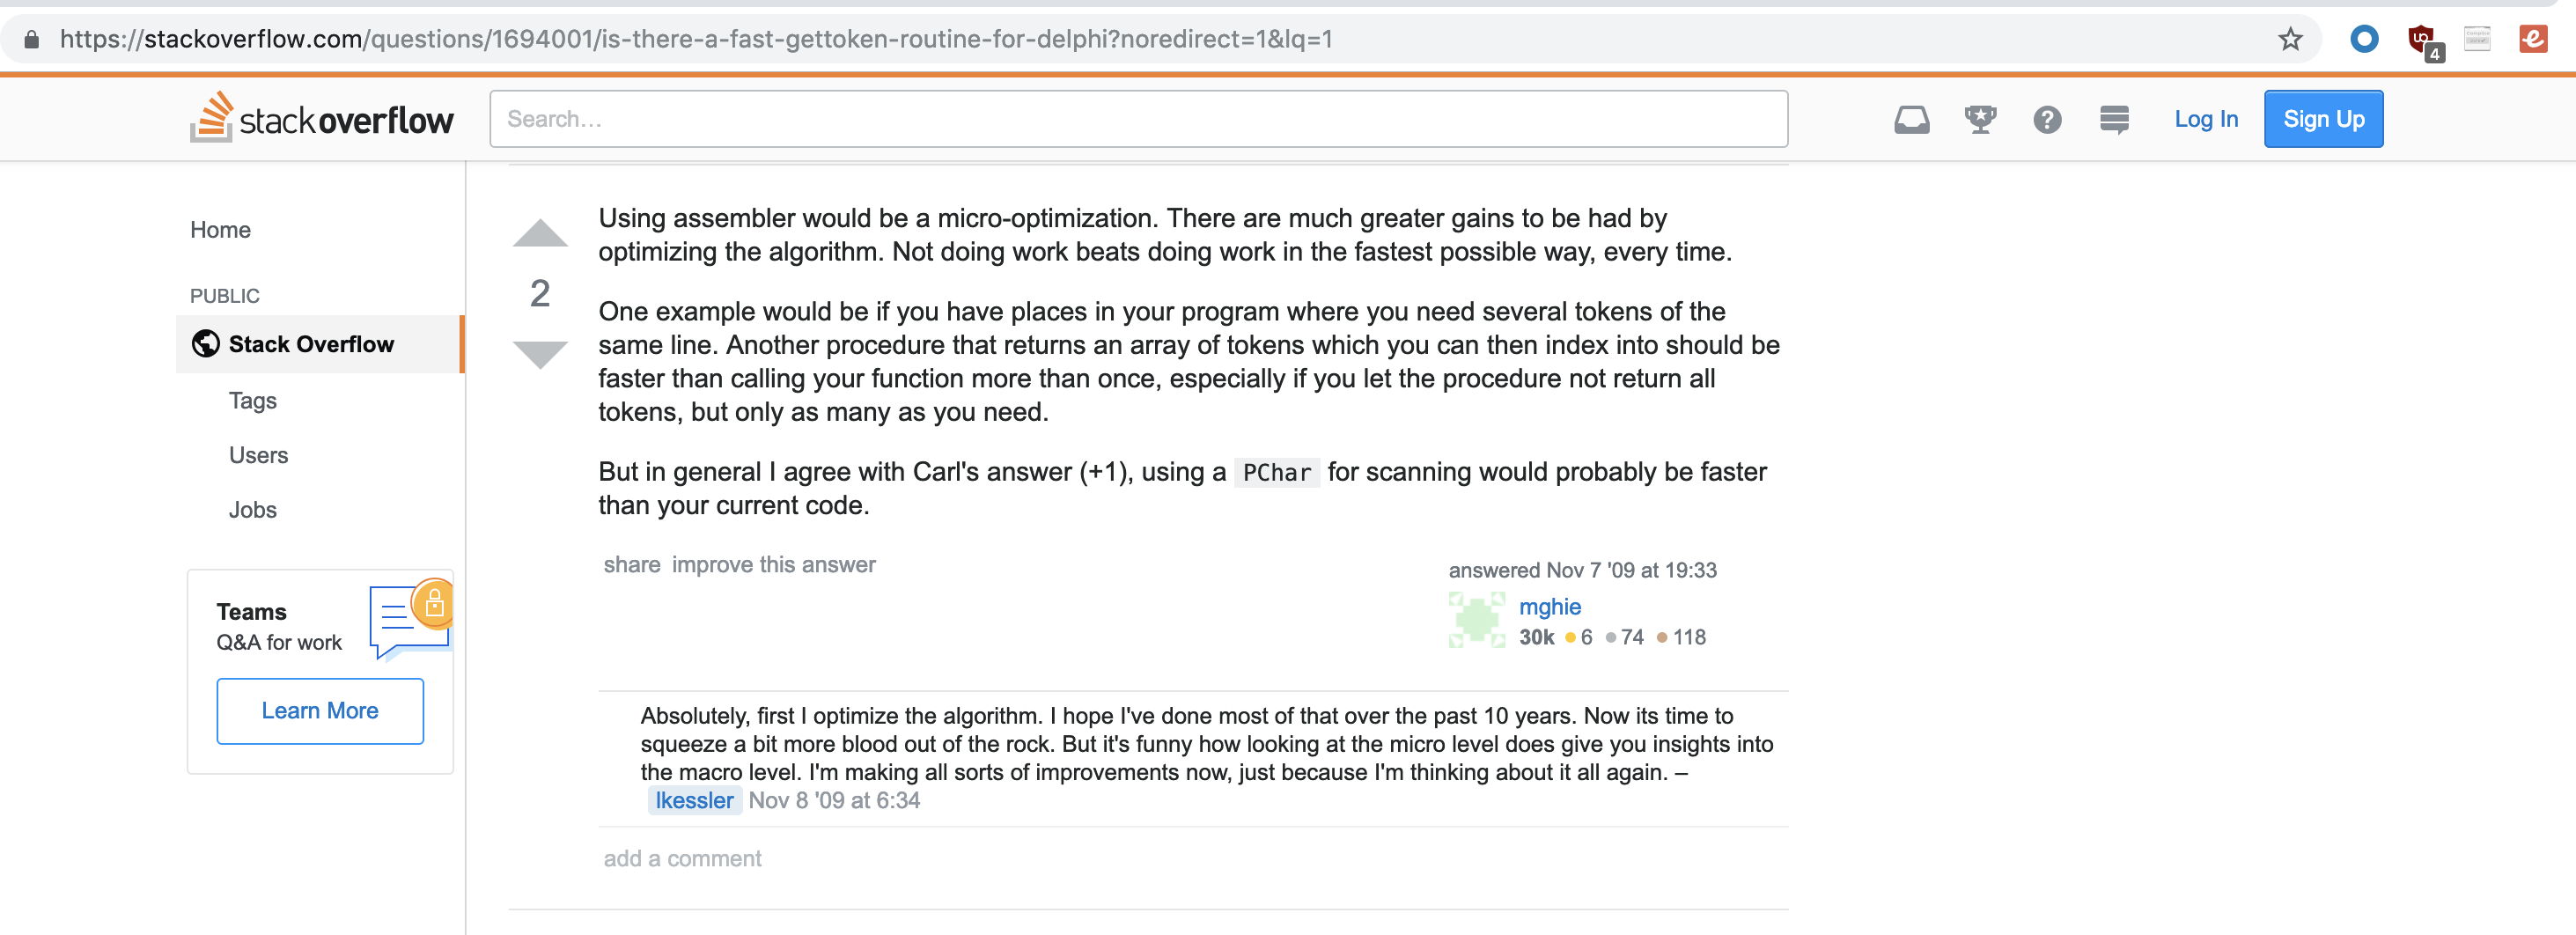 https://stackoverflow.com/questions/1694001/is-there-a-fast-gettoken-routine-for-delphi?noredirect=1&lq=1
4
stackoverflow
Search…
Log In
Sign Up
Home
PUBLIC
Stack Overflow
Tags
Users
Jobs
Teams
Q&A for work
Learn More
2
Using assembler would be a micro-optimization. There are much greater gains to be had by
optimizing the algorithm. Not doing work beats doing work in the fastest possible way, every time.
One example would be if you have places in your program where you need several tokens of the
same line. Another procedure that returns an array of tokens which you can then index into should be
faster than calling your function more than once, especially if you let the procedure not return all
tokens, but only as many as you need.
But in general I agree with Carl's answer (+1), using a PChar for scanning would probably be faster
than your current code.
share improve this answer
answered Nov 7 '09 at 19:33
mghie
30k 6 74 118
Absolutely, first I optimize the algorithm. I hope I've done most of that over the past 10 years. Now its time to
squeeze a bit more blood out of the rock. But it's funny how looking at the micro level does give you insights into
the macro level. I'm making all sorts of improvements now, just because I'm thinking about it all again. –
lkessler Nov 8 '09 at 6:34
add a comment